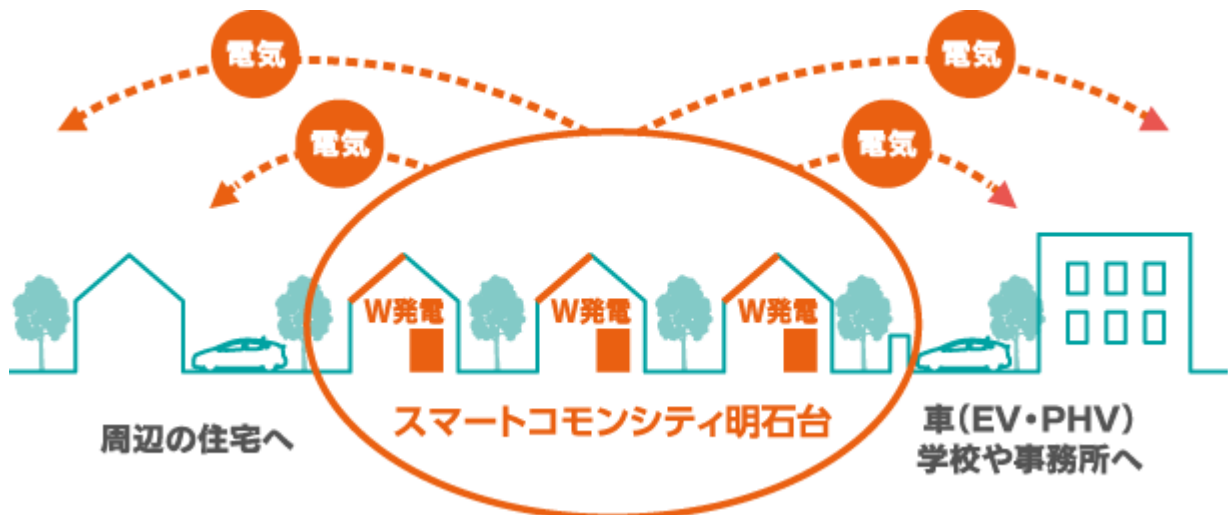 電気
電気
電気
電気
W発電
W発電
W発電
スマートコモンシティ明石台
周辺の住宅へ
車(EV・PHV)
学校や事務所へ